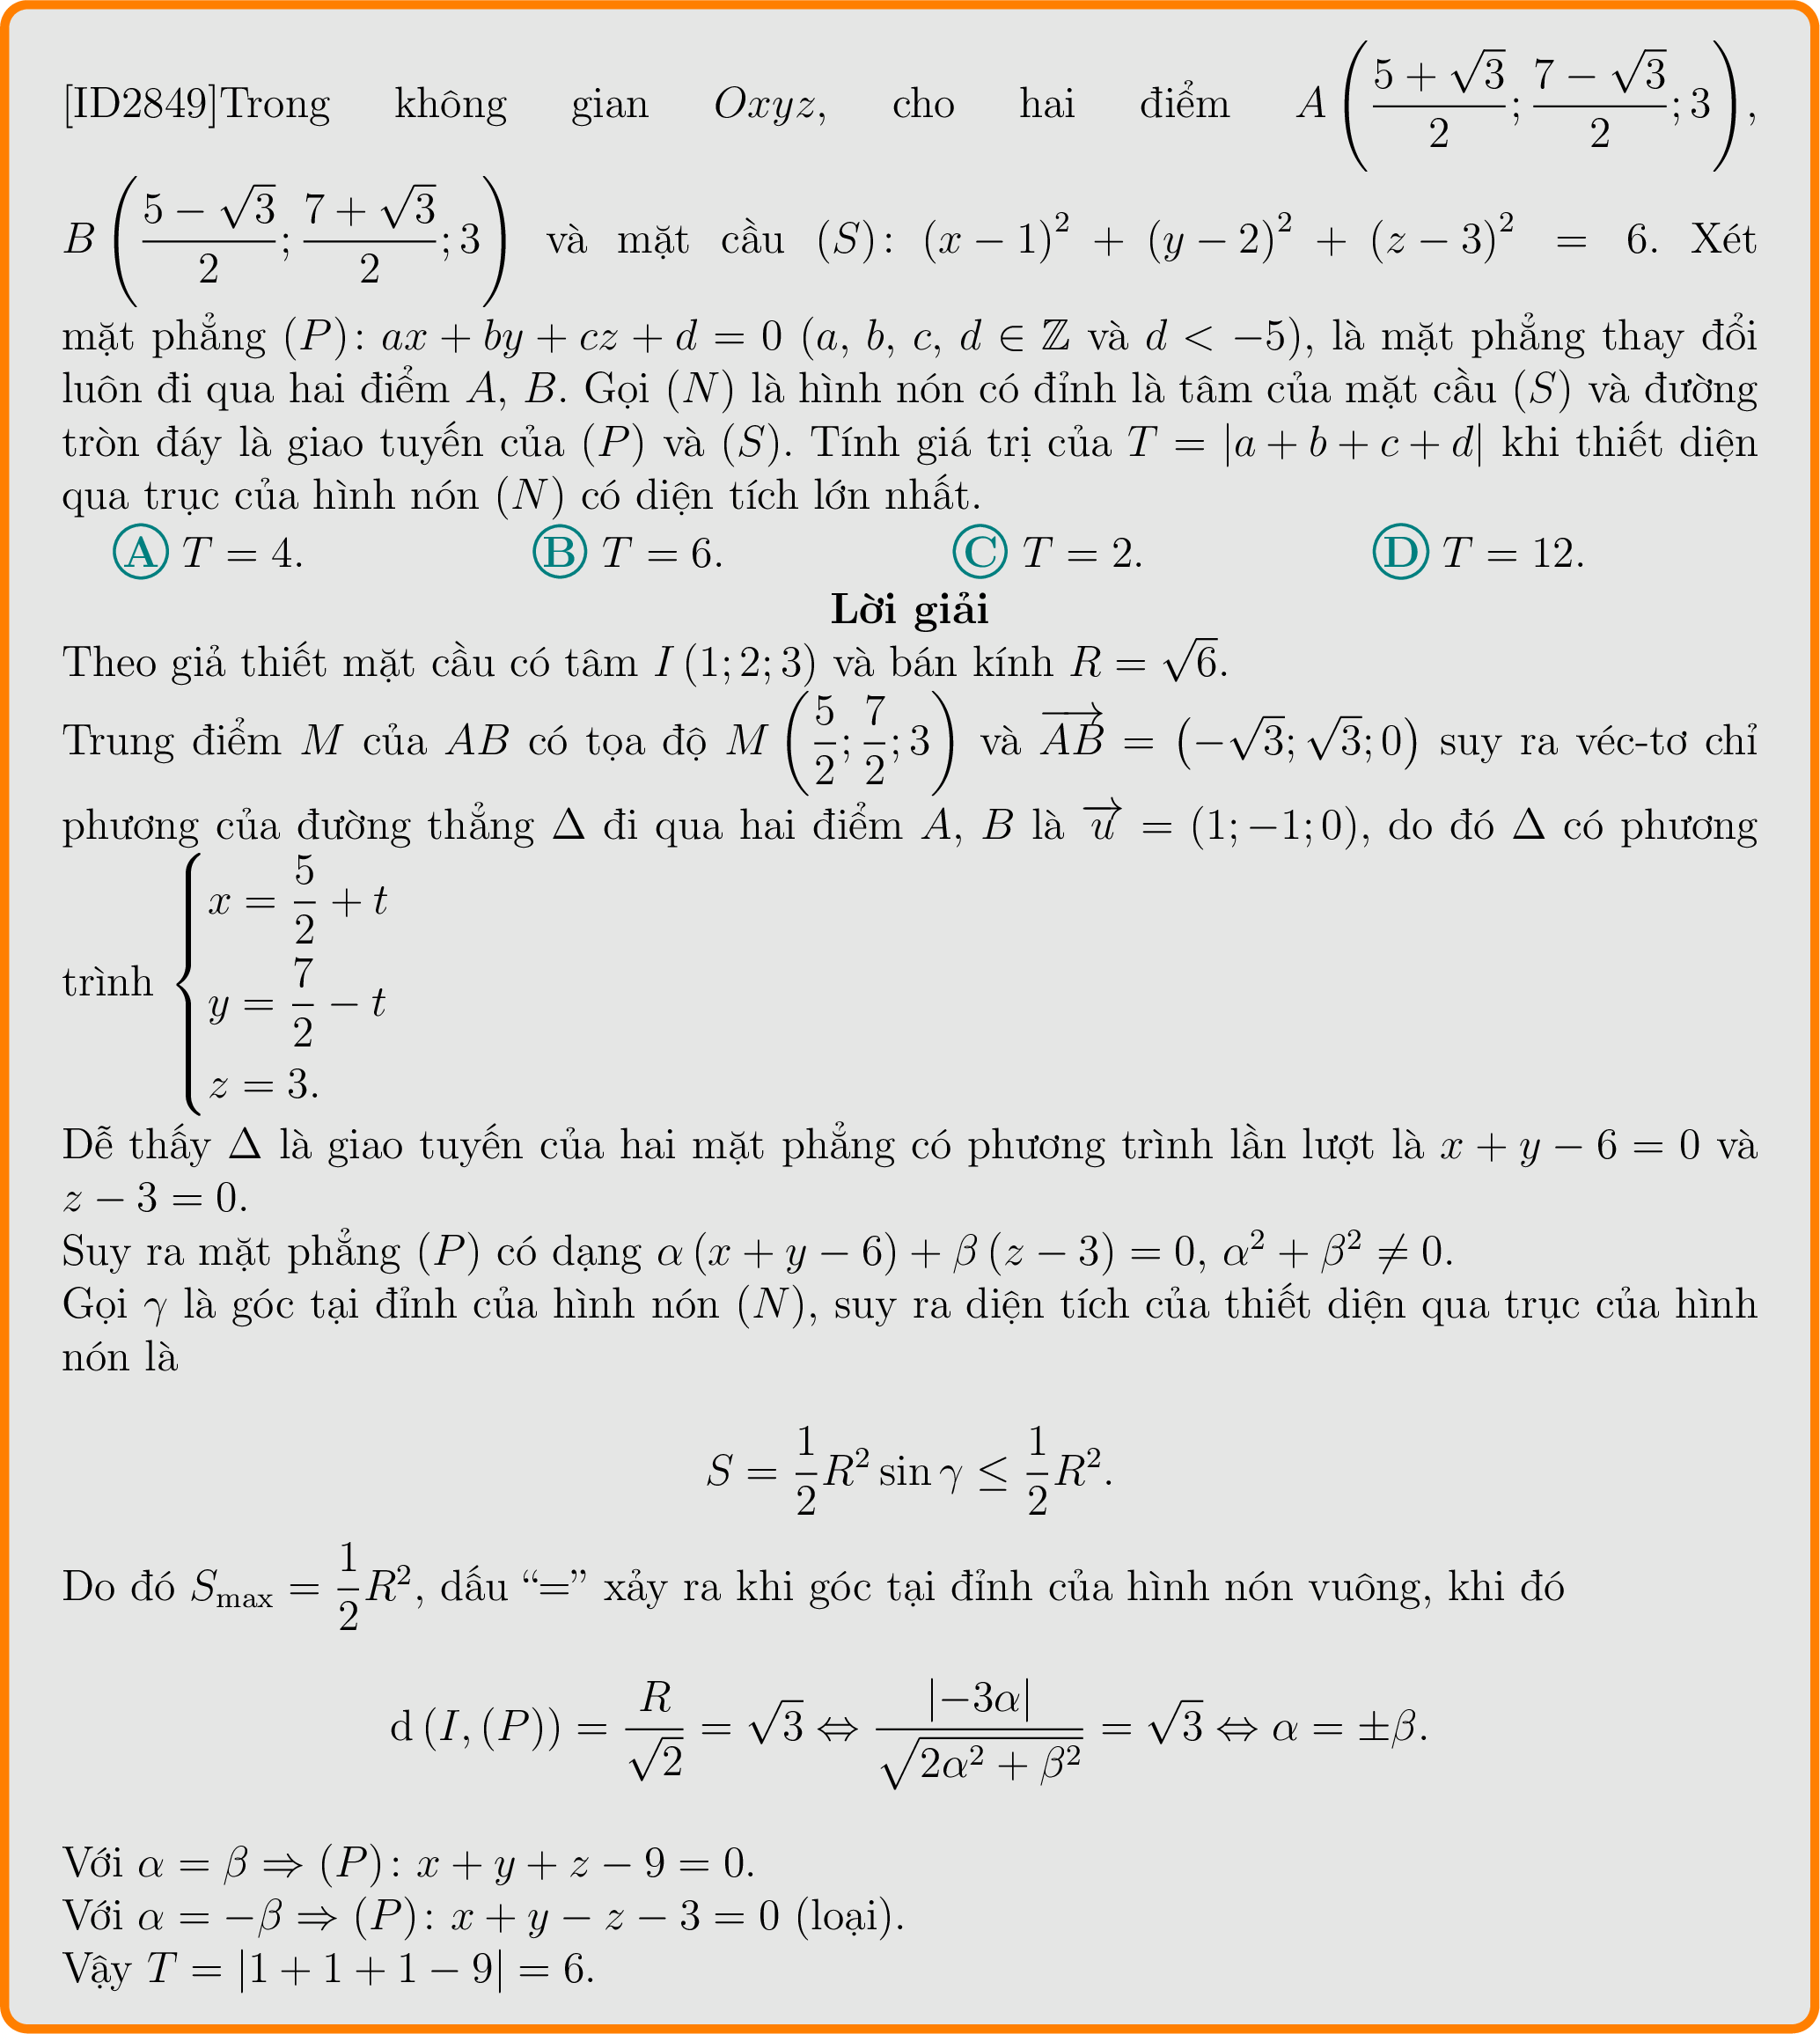 [ID2849]Trong không gian $Oxyz$, cho hai điểm $A\left(\dfrac{5+\sqrt{3}}{2};\dfrac{7-\sqrt{3}}{2};3\right)$,
$B\left(\dfrac{5-\sqrt{3}}{2};\dfrac{7+\sqrt{3}}{2};3\right)$ và mặt cầu $(S)\colon (x-1)^2+(y-2)^2+(z-3)^2=6$. Xét
mặt phẳng $(P)\colon ax+by+cz+d=0$ ($a$, $b$, $c$, $d\in\mathbb{Z}$ và $d<-5$), là mặt phẳng thay đổi
luôn đi qua hai điểm $A$, $B$. Gọi $(N)$ là hình nón có đỉnh là tâm của mặt cầu $(S)$ và đường
tròn đáy là giao tuyến của $(P)$ và $(S)$. Tính giá trị của $T=|a+b+c+d|$ khi thiết diện
qua trục của hình nón $(N)$ có diện tích lớn nhất.
Ⓐ $T=4$. Ⓑ $T=6$. Ⓒ $T=2$. Ⓓ $T=12$.
Lời giải
Theo giả thiết mặt cầu có tâm $I(1;2;3)$ và bán kính $R=\sqrt{6}$.
Trung điểm $M$ của $AB$ có tọa độ $M\left(\dfrac{5}{2};\dfrac{7}{2};3\right)$ và $\overrightarrow{AB}=\left(-\sqrt{3};\sqrt{3};0\right)$ suy ra véc-tơ chỉ
phương của đường thẳng $\Delta$ đi qua hai điểm $A$, $B$ là $\overrightarrow{u}=(1;-1;0)$, do đó $\Delta$ có phương
trình $\begin{cases}x=\dfrac{5}{2}+t\\ y=\dfrac{7}{2}-t\\ z=3.\end{cases}$
Dễ thấy $\Delta$ là giao tuyến của hai mặt phẳng có phương trình lần lượt là $x+y-6=0$ và
$z-3=0$.
Suy ra mặt phẳng $(P)$ có dạng $\alpha(x+y-6)+\beta(z-3)=0$, $\alpha^2+\beta^2\neq 0$.
Gọi $\gamma$ là góc tại đỉnh của hình nón $(N)$, suy ra diện tích của thiết diện qua trục của hình
nón là
$S=\dfrac{1}{2}R^2\sin\gamma\leq\dfrac{1}{2}R^2.$
Do đó $S_{\max}=\dfrac{1}{2}R^2$, dấu “=” xảy ra khi góc tại đỉnh của hình nón vuông, khi đó
$\mathrm{d}(I,(P))=\dfrac{R}{\sqrt{2}}=\sqrt{3}\Leftrightarrow\dfrac{|-3\alpha|}{\sqrt{2\alpha^2+\beta^2}}=\sqrt{3}\Leftrightarrow\alpha=\pm\beta.$
Với $\alpha=\beta\Rightarrow(P)\colon x+y+z-9=0$.
Với $\alpha=-\beta\Rightarrow(P)\colon x+y-z-3=0$ (loại).
Vậy $T=|1+1+1-9|=6$.